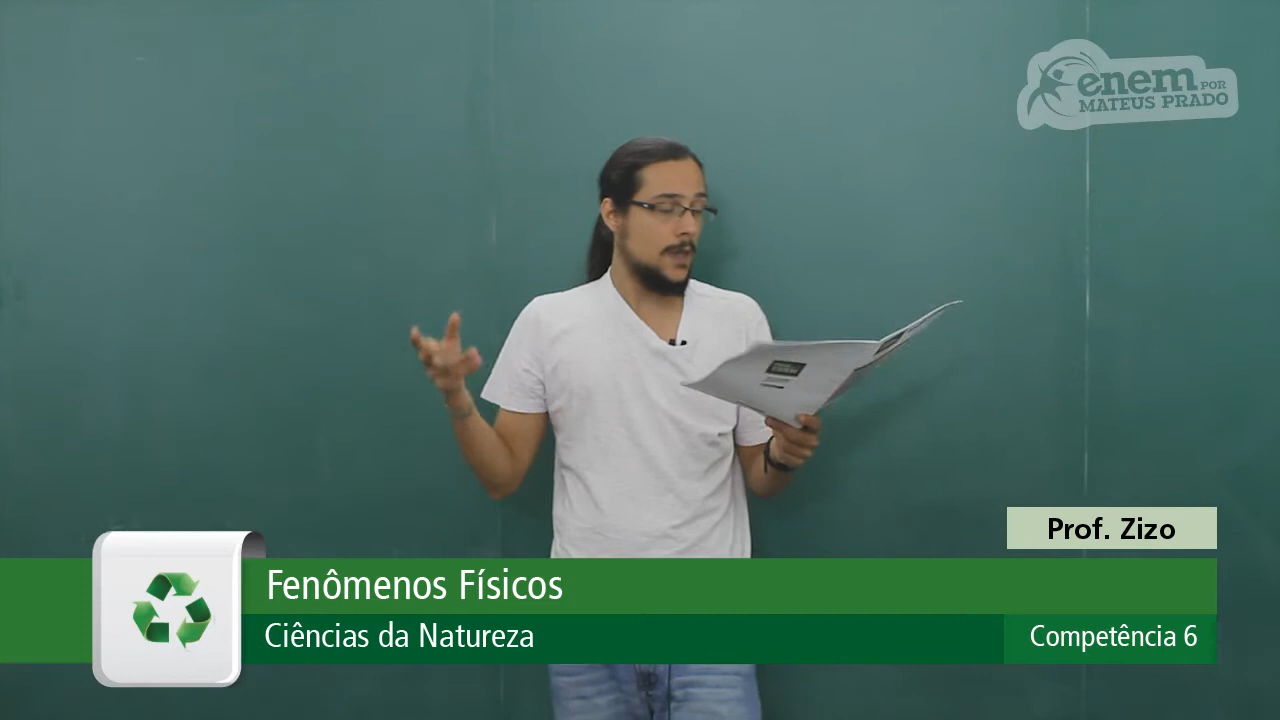 enem POR
MATEUS PRADO
Prof. Zizo
Fenômenos Físicos
Ciências da Natureza
Competência 6